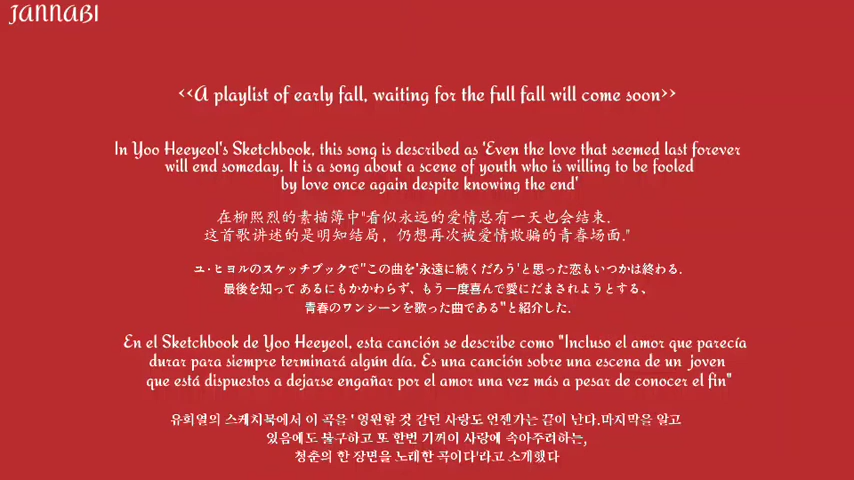 JANNABI
<<A playlist of early fall, waiting for the full fall will come soon>>
In Yoo Heeyeol's Sketchbook, this song is described as 'Even the love that seemed last forever
will end someday. It is a song about a scene of youth who is willing to be fooled
by love once again despite knowing the end'
在柳熙烈的素描薄中"看似永远的爱情总有一天也会结束.
这首歌讲述的是明知结局，仍想再次被爱情欺骗的青春场面."
ユ·ヒヨルのスケッチブックで"この曲を'永遠に続くだろう'と思った恋もいつかは終わる.
最後を知って あるにもかかわらず、もう一度喜んで愛にだまされようとする、
青春のワンシーンを歌った曲である"と紹介した.
En el Sketchbook de Yoo Heeyeol, esta canción se describe como "Incluso el amor que parecía
durar para siempre terminará algún día. Es una canción sobre una escena de un joven
que está dispuestos a dejarse engañar por el amor una vez más a pesar de conocer el fin"
유희열의 스케치북에서 이 곡을 ' 영원할 것 같던 사랑도 언젠가는 끝이 난다.마지막을 알고
있음에도 불구하고 또 한번 기꺼이 사랑에 속아주려하는,
청춘의 한 장면을 노래한 곡이다'라고 소개했다